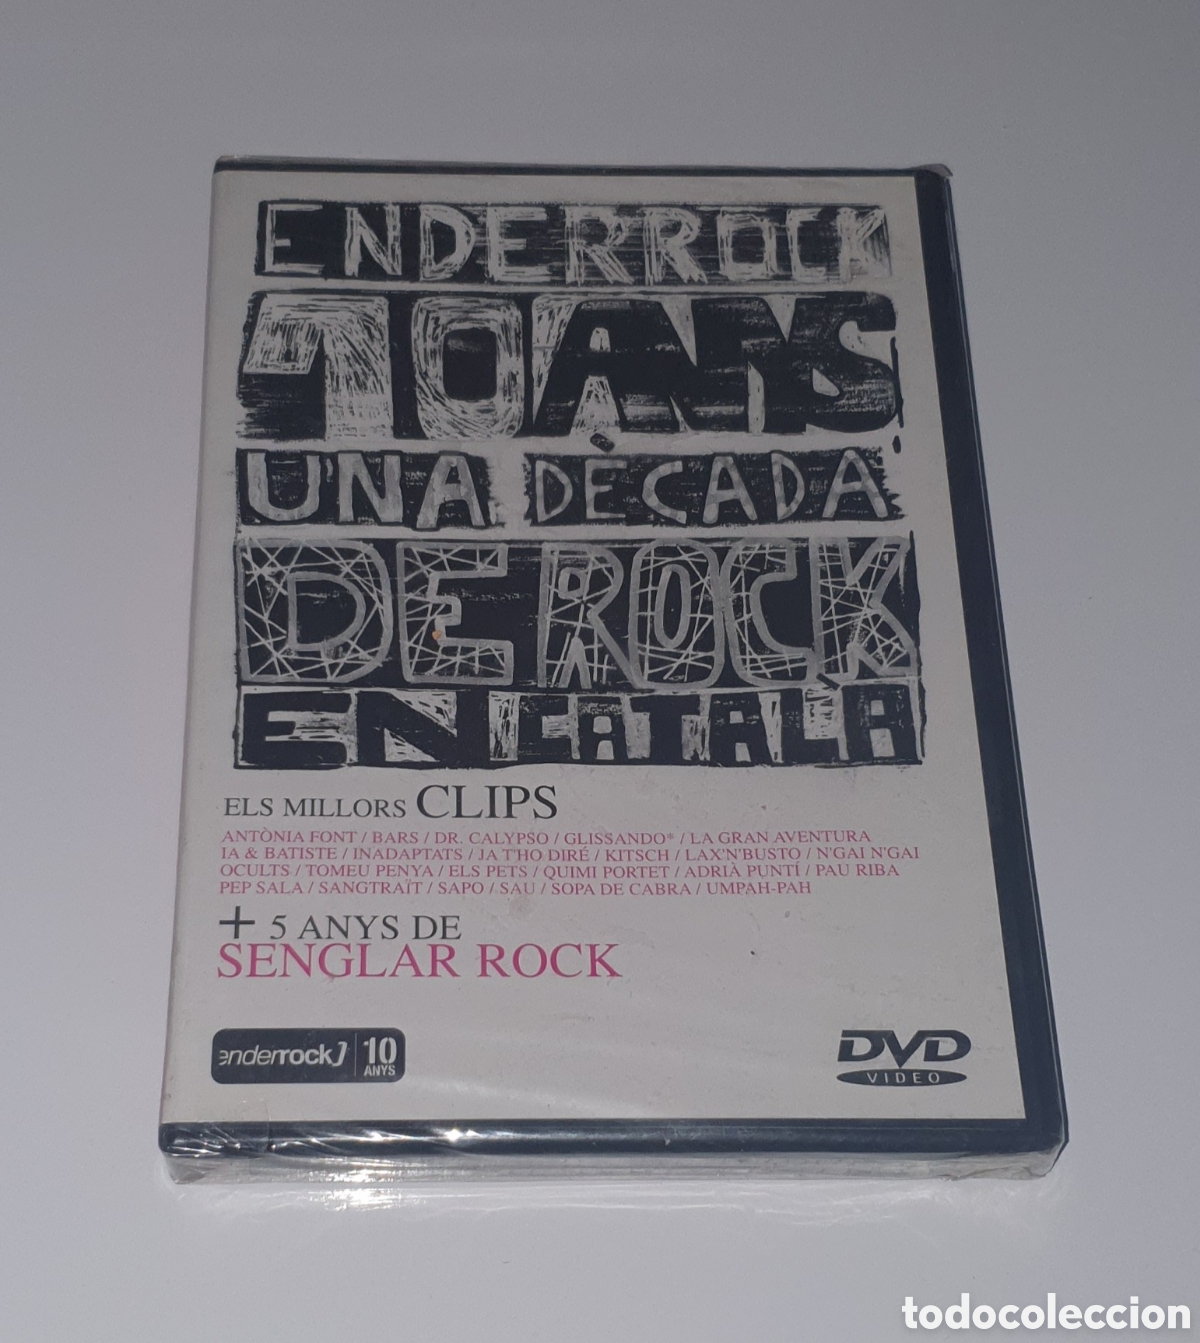 ENDERROCK
10 ANYS
UNA DÈCADA
DE ROCK
EN CATALÀ
ELS MILLORS CLIPS
ANTÒNIA FONT / BARS / DR. CALYPSO / GLISSANDO* / LA GRAN AVENTURA
IA & BATISTE / INADAPTATS / JA T'HO DIRÉ / KITSCH / LAX'N'BUSTO / N'GAI N'GAI
OCULTS / TOMEU PENYA / ELS PETS / QUIMI PORTET / ADRIÀ PUNTÍ / PAU RIBA
PEP SALA / SANGTRAÏT / SAPO / SAU / SOPA DE CABRA / UMPAH-PAH
+ 5 ANYS DE
SENGLAR ROCK
enderrock
10
ANYS
DVD
VIDEO
todocoleccion